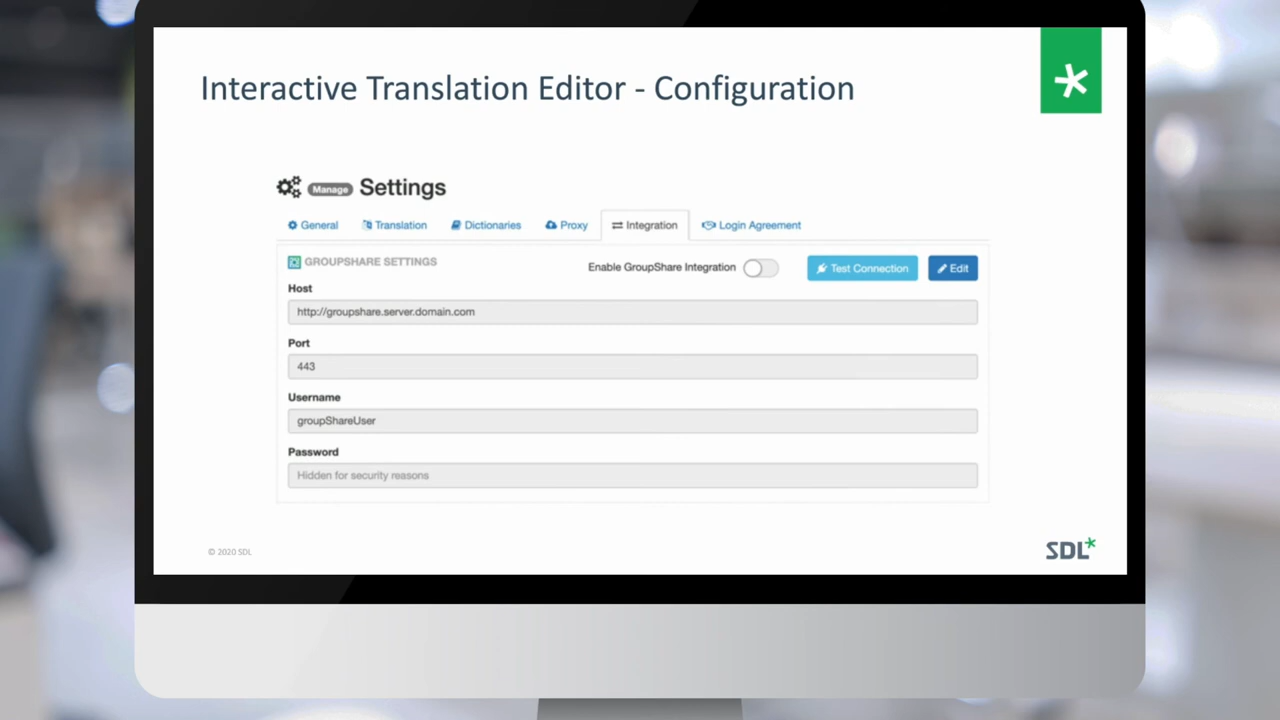 Interactive Translation Editor - Configuration
Manage Settings
General Translation Dictionaries Proxy Integration Login Agreement
GROUPSHARE SETTINGS Enable GroupShare Integration Test Connection Edit
Host
http://groupshare.server.domain.com
Port
443
Username
groupShareUser
Password
Hidden for security reasons
© 2020 SDL
SDL*